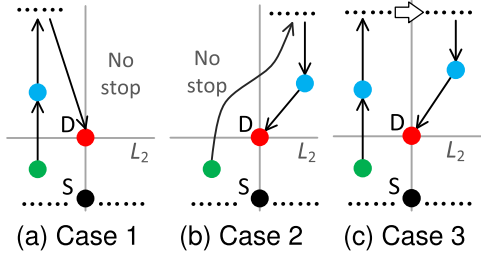 No
stop
D
L2
S
(a) Case 1
No
stop
D
L2
S
(b) Case 2
D
L2
S
(c) Case 3